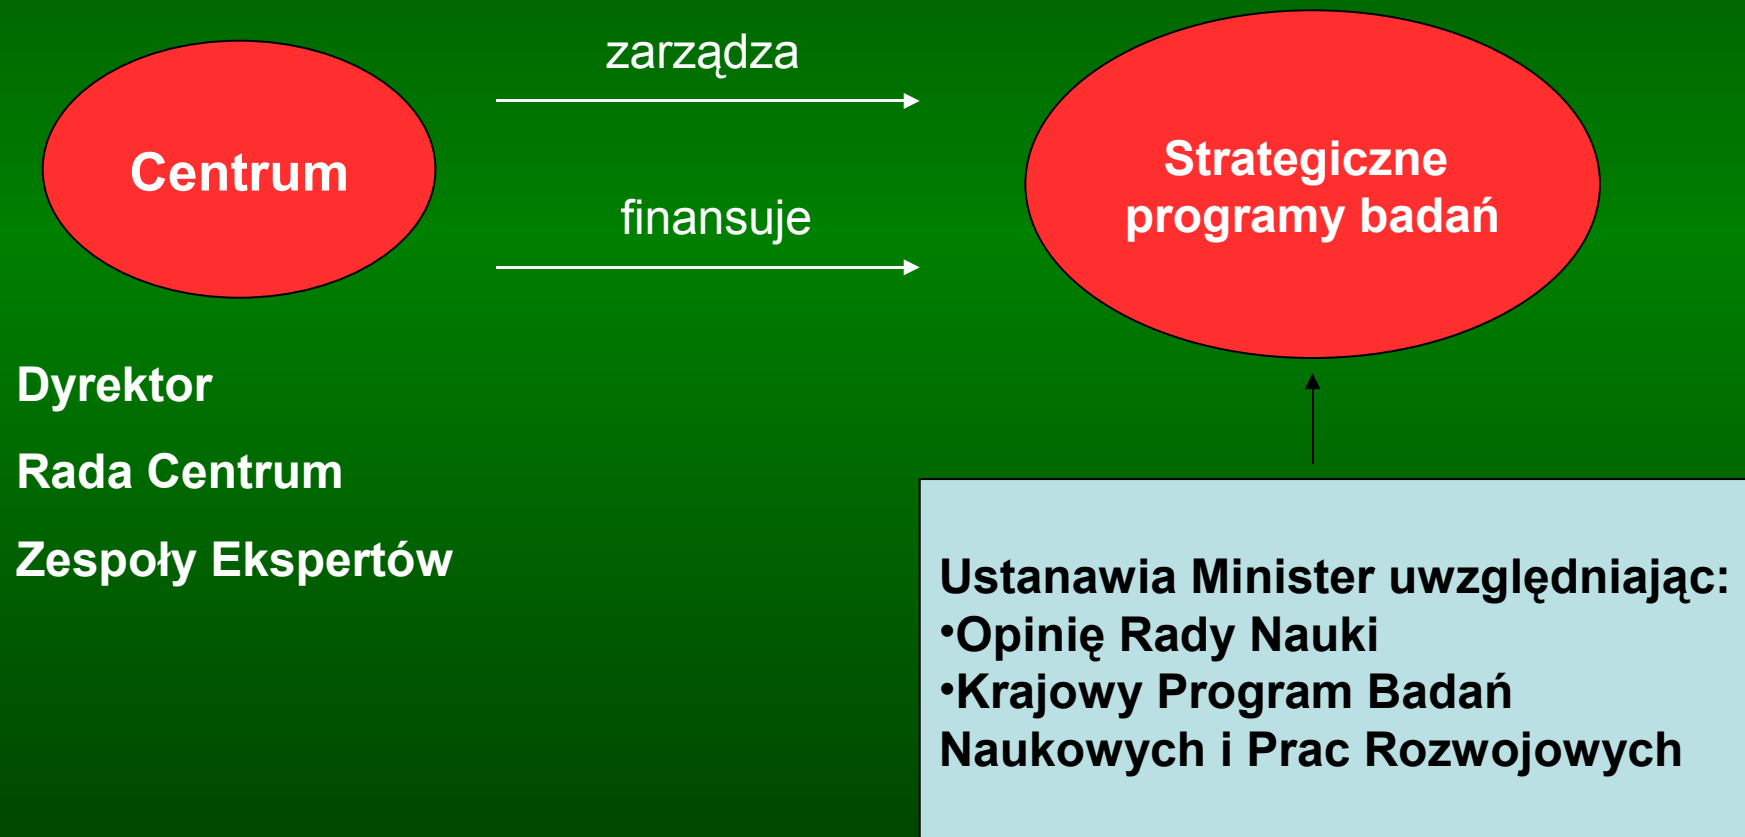 zarządza
Centrum
Strategiczne
programy badań
finansuje
Dyrektor
Rada Centrum
Zespoły Ekspertów
Ustanawia Minister uwzględniając:
•Opinię Rady Nauki
•Krajowy Program Badań
Naukowych i Prac Rozwojowych